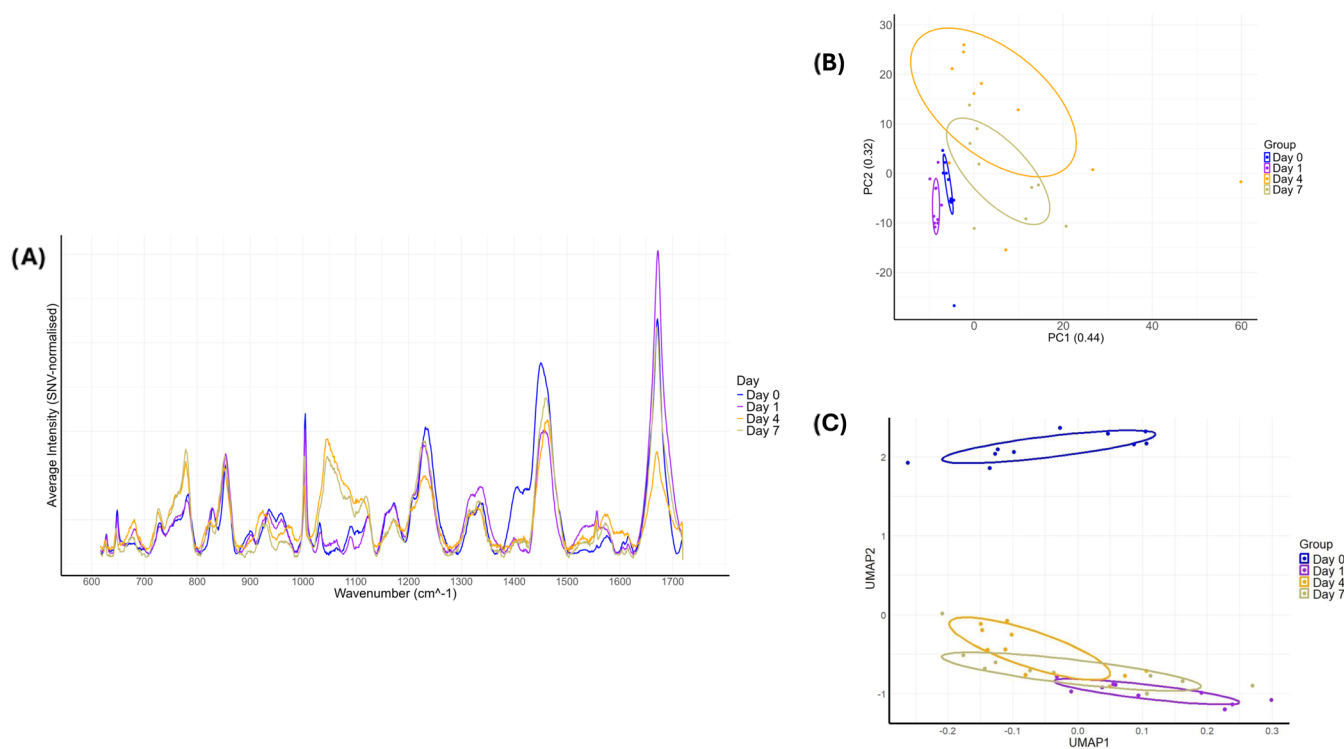 (A)
Average Intensity (SNV-normalised)
600 700 800 900 1000 1100 1200 1300 1400 1500 1600 1700
Wavenumber (cm^-1)
Day
Day 0
Day 1
Day 4
Day 7
(B)
PC2 (0.32)
30
20
10
0
-10
-20
0 20 40 60
PC1 (0.44)
Group
Day 0
Day 1
Day 4
Day 7
(C)
UMAP2
2
1
0
-1
-0.2 -0.1 0.0 0.1 0.2 0.3
UMAP1
Group
Day 0
Day 1
Day 4
Day 7